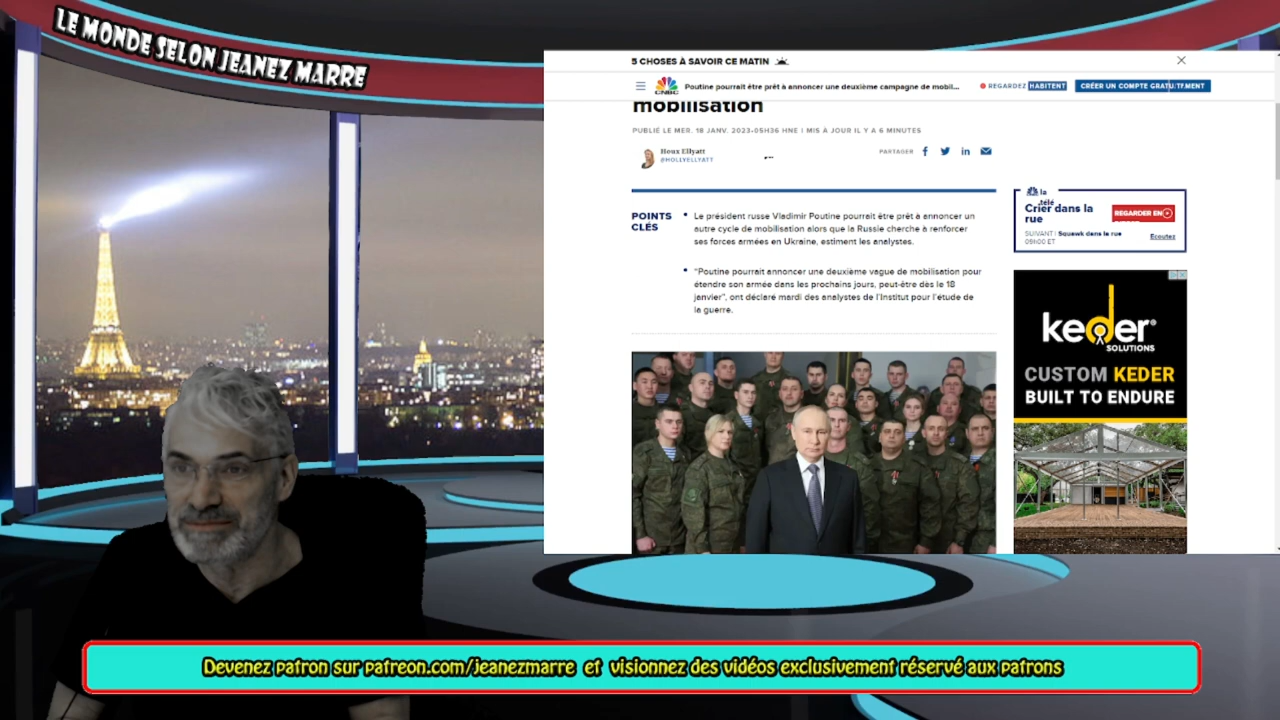 LE MONDE SELON JEANEZ MARRE
5 CHOSES À SAVOIR CE MATIN
CNBC
Poutine pourrait être prêt à annoncer une deuxième campagne de mobil...
REGARDEZ HABITENT
CRÉER UN COMPTE
mobilisation
PUBLIÉ LE MER. 18 JANV. 2023•05H36 HNE | MIS À JOUR IL Y A 6 MINUTES
Houx Ellyatt
@HOLLYELLYATT
PARTAGER
POINTS
CLÉS
• Le président russe Vladimir Poutine pourrait être prêt à annoncer un
autre cycle de mobilisation alors que la Russie cherche à renforcer
ses forces armées en Ukraine, estiment les analystes.
• "Poutine pourrait annoncer une deuxième vague de mobilisation pour
étendre son armée dans les prochains jours, peut-être dès le 18
janvier", ont déclaré mardi des analystes de l'Institut pour l'étude de
la guerre.
la
télé
Crier dans la
rue
REGARDER EN
SUIVANT | Squawk dans la rue
09h00 ET
Écoutez
keder®
SOLUTIONS
CUSTOM KEDER
BUILT TO ENDURE
Devenez patron sur patreon.com/jeanezmarre et visionnez des vidéos exclusivement réservé aux patrons